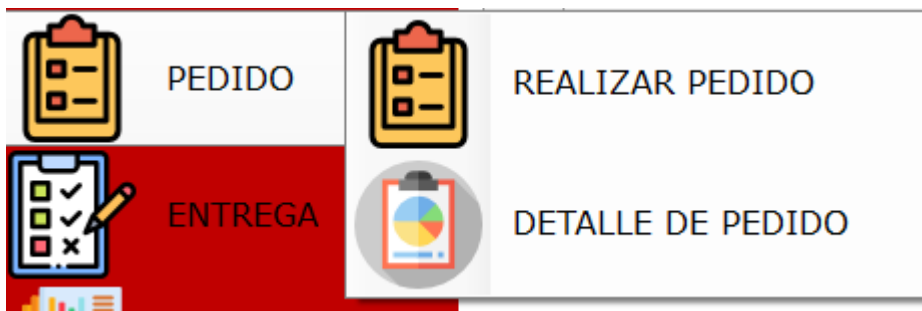 PEDIDO
REALIZAR PEDIDO
ENTREGA
DETALLE DE PEDIDO